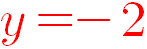 y = -2